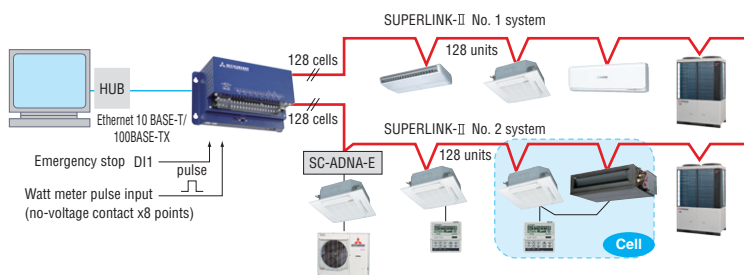 SUPERLINK-Ⅱ No. 1 system
128 cells
128 units
HUB
MITSUBISHI
Ethernet 10 BASE-T/
100BASE-TX
128 cells
SUPERLINK-Ⅱ No. 2 system
Emergency stop DI1
pulse
SC-ADNA-E
128 units
Watt meter pulse input
(no-voltage contact x8 points)
Cell